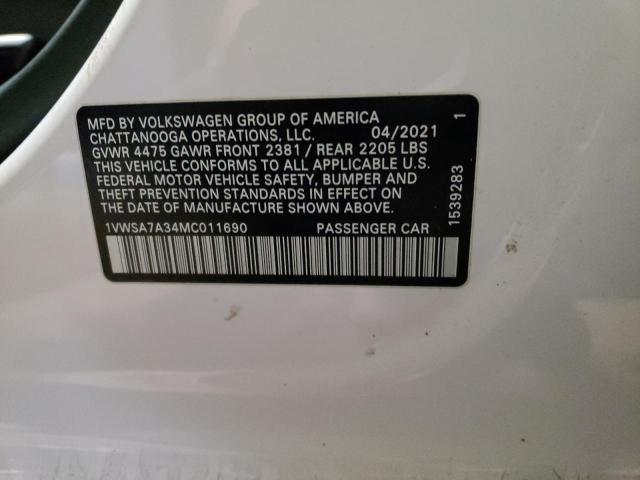 MFD BY VOLKSWAGEN GROUP OF AMERICA
CHATTANOOGA OPERATIONS, LLC. 04/2021
GVWR 4475 GAWR FRONT 2381 / REAR 2205 LBS
THIS VEHICLE CONFORMS TO ALL APPLICABLE U.S.
FEDERAL MOTOR VEHICLE SAFETY, BUMPER AND
THEFT PREVENTION STANDARDS IN EFFECT ON
THE DATE OF MANUFACTURE SHOWN ABOVE.
1VWSA7A34MC011690 PASSENGER CAR
1539283 1